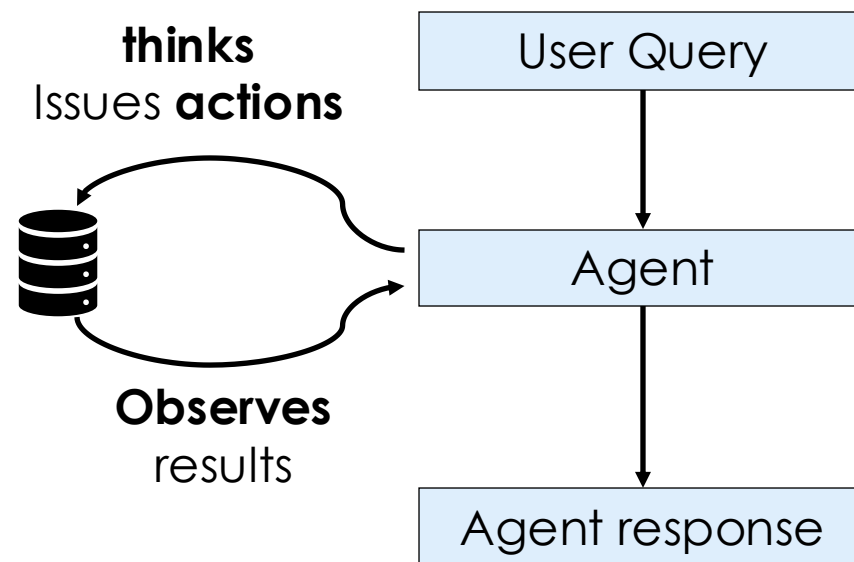 thinks
Issues actions
User Query
Agent
Observes
results
Agent response